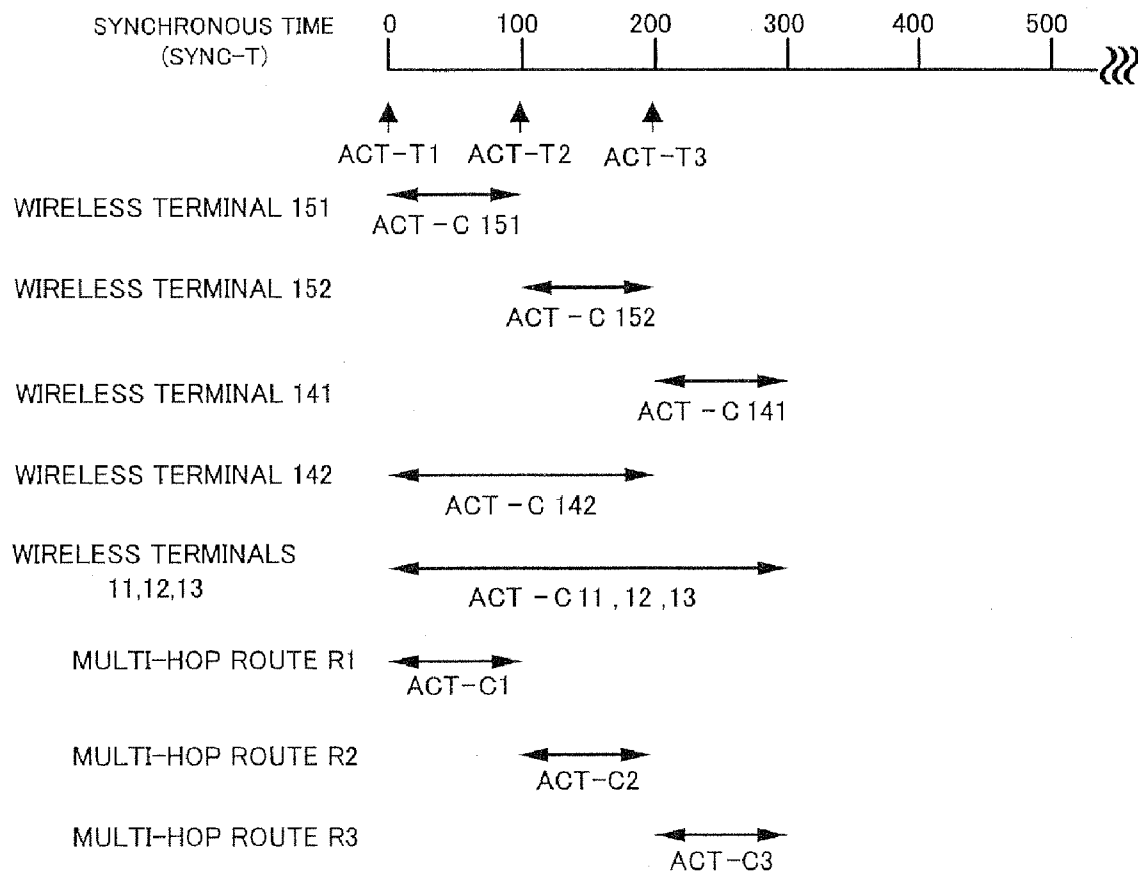 SYNCHRONOUS TIME
(SYNC-T)
0 100 200 300 400 500
ACT-T1 ACT-T2 ACT-T3
WIRELESS TERMINAL 151
ACT-C 151
WIRELESS TERMINAL 152
ACT-C 152
WIRELESS TERMINAL 141
ACT-C 141
WIRELESS TERMINAL 142
ACT-C 142
WIRELESS TERMINALS
11,12,13
ACT-C 11 , 12 ,13
MULTI-HOP ROUTE R1
ACT-C1
MULTI-HOP ROUTE R2
ACT-C2
MULTI-HOP ROUTE R3
ACT-C3